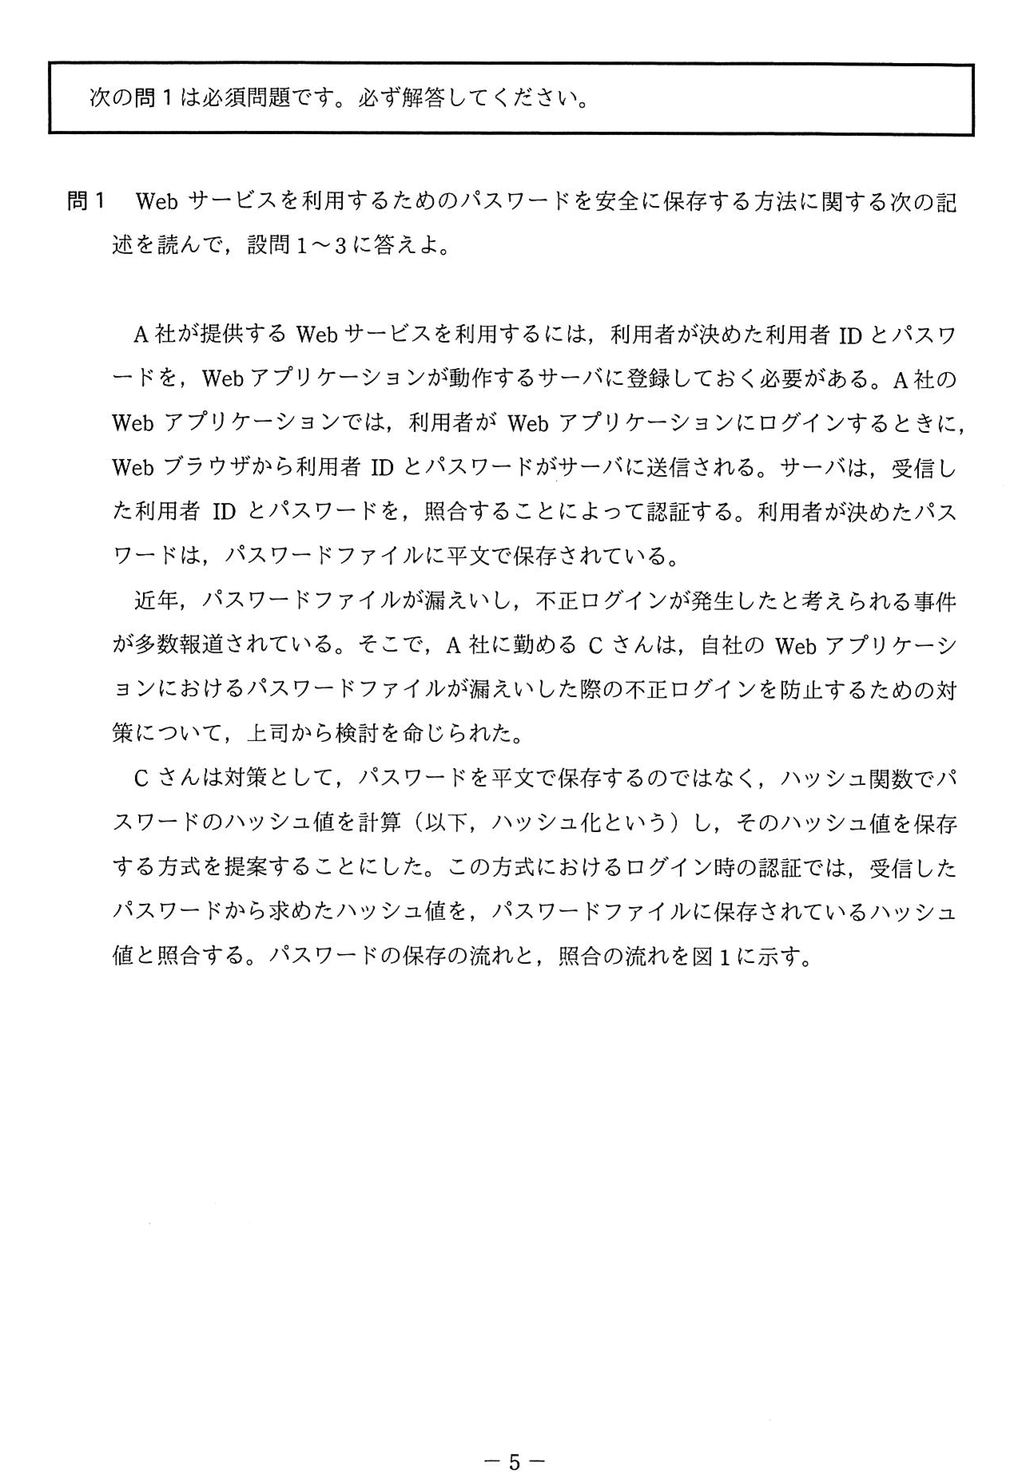 次の問1は必須問題です。必ず解答してください。
問1 Web サービスを利用するためのパスワードを安全に保存する方法に関する次の記
述を読んで，設問1～3に答えよ。
A 社が提供する Web サービスを利用するには，利用者が決めた利用者 ID とパスワ
ードを，Web アプリケーションが動作するサーバに登録しておく必要がある。A 社の
Web アプリケーションでは，利用者が Web アプリケーションにログインするときに，
Web ブラウザから利用者 ID とパスワードがサーバに送信される。サーバは，受信し
た利用者 ID とパスワードを，照合することによって認証する。利用者が決めたパス
ワードは，パスワードファイルに平文で保存されている。
近年，パスワードファイルが漏えいし，不正ログインが発生したと考えられる事件
が多数報道されている。そこで，A 社に勤める C さんは，自社の Web アプリケーシ
ョンにおけるパスワードファイルが漏えいした際の不正ログインを防止するための対
策について，上司から検討を命じられた。
C さんは対策として，パスワードを平文で保存するのではなく，ハッシュ関数でパ
スワードのハッシュ値を計算（以下，ハッシュ化という）し，そのハッシュ値を保存
する方式を提案することにした。この方式におけるログイン時の認証では，受信した
パスワードから求めたハッシュ値を，パスワードファイルに保存されているハッシュ
値と照合する。パスワードの保存の流れと，照合の流れを図1に示す。
－ 5 －